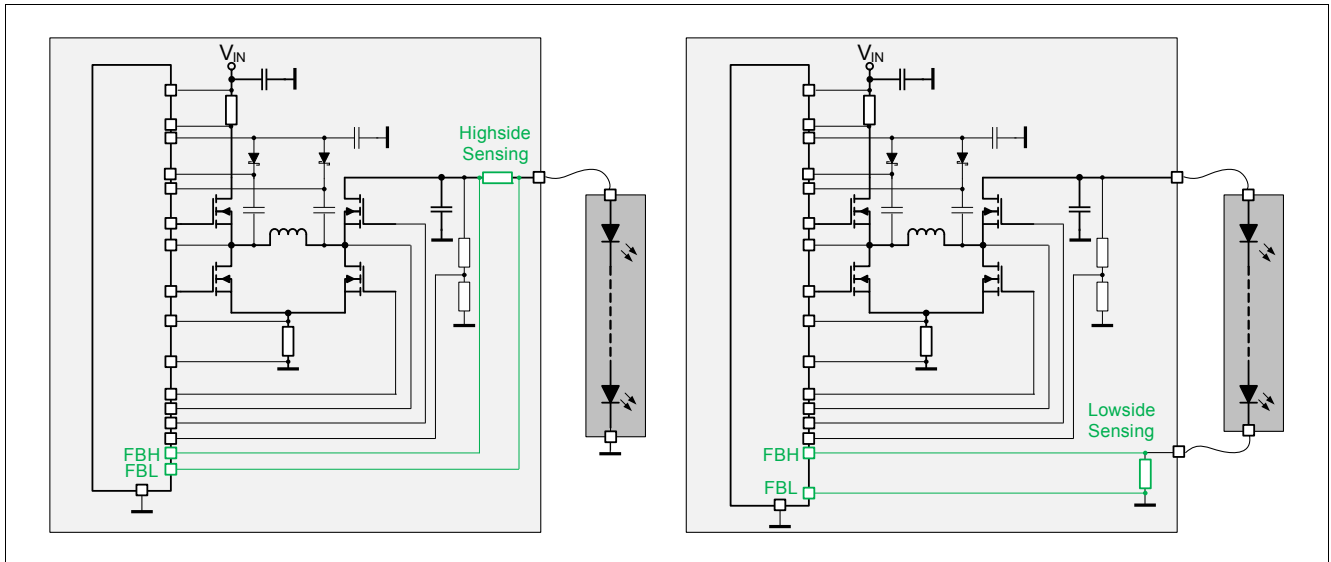 VIN
Highside
Sensing
FBH
FBL
VIN
Lowside
Sensing
FBH
FBL